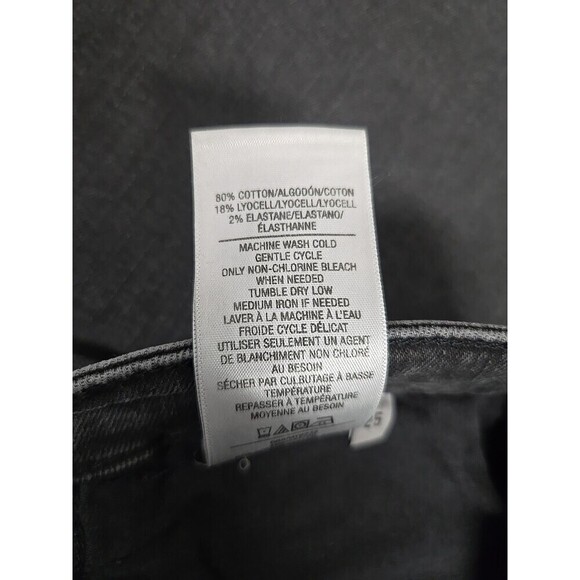 80% COTTON/ALGODÓN/COTON
18% LYOCELL/LYOCELL/LYOCELL
2% ELASTANE/ELASTANO/
ÉLASTHANNE
MACHINE WASH COLD
GENTLE CYCLE
ONLY NON-CHLORINE BLEACH
WHEN NEEDED
TUMBLE DRY LOW
MEDIUM IRON IF NEEDED
LAVER À LA MACHINE À L'EAU
FROIDE CYCLE DÉLICAT
UTILISER SEULEMENT UN AGENT
DE BLANCHIMENT NON CHLORÉ
AU BESOIN
SÉCHER PAR CULBUTAGE À BASSE
TEMPÉRATURE
REPASSER À TEMPÉRATURE
MOYENNE AU BESOIN